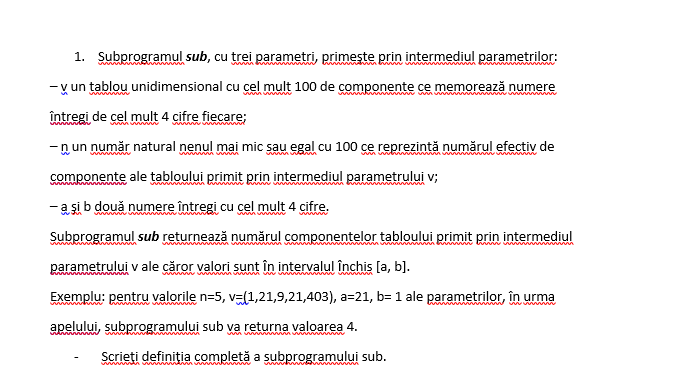 1. Subprogramul sub, cu trei parametri, primește prin intermediul parametrilor:
– v un tablou unidimensional cu cel mult 100 de componente ce memorează numere
întregi de cel mult 4 cifre fiecare;
– n un număr natural nenul mai mic sau egal cu 100 ce reprezintă numărul efectiv de
componente ale tabloului primit prin intermediul parametrului v;
– a și b două numere întregi cu cel mult 4 cifre.
Subprogramul sub returnează numărul componentelor tabloului primit prin intermediul
parametrului v ale căror valori sunt în intervalul închis [a, b].
Exemplu: pentru valorile n=5, v=(1,21,9,21,403), a=21, b= 1 ale parametrilor, în urma
apelului, subprogramului sub va returna valoarea 4.
- Scrieți definiția completă a subprogramului sub.